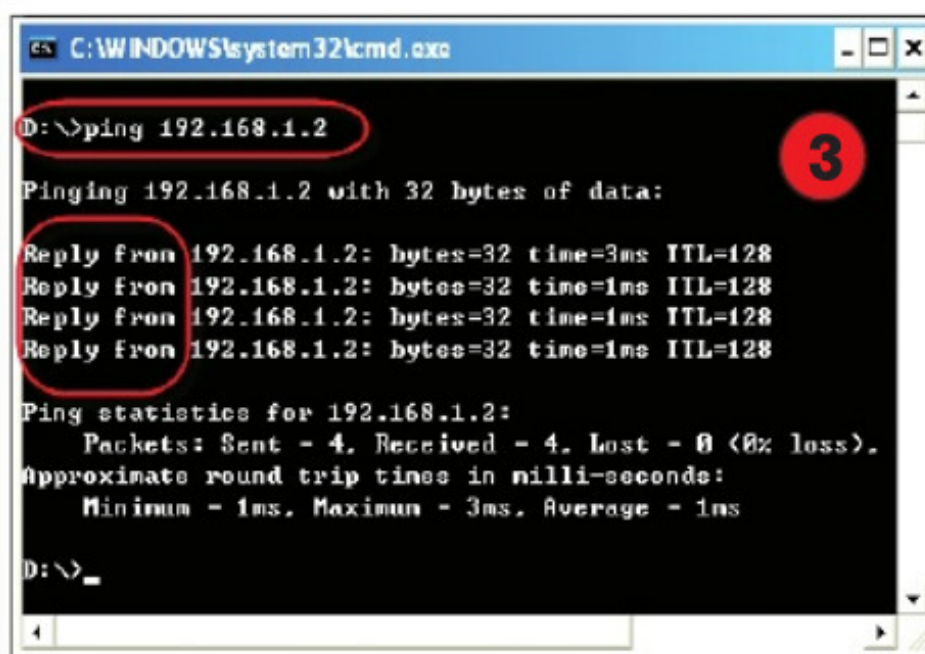 C:\WINDOWS\system32\cmd.exe
D:\>ping 192.168.1.2
3
Pinging 192.168.1.2 with 32 bytes of data:
Reply from 192.168.1.2: bytes=32 time=3ms TTL=128
Reply from 192.168.1.2: bytes=32 time=1ms TTL=128
Reply from 192.168.1.2: bytes=32 time=1ms TTL=128
Reply from 192.168.1.2: bytes=32 time=1ms TTL=128
Ping statistics for 192.168.1.2:
Packets: Sent = 4, Received = 4, Lost = 0 (0% loss),
Approximate round trip times in milli-seconds:
Minimum = 1ms, Maximum = 3ms, Average = 1ms
D:\>_